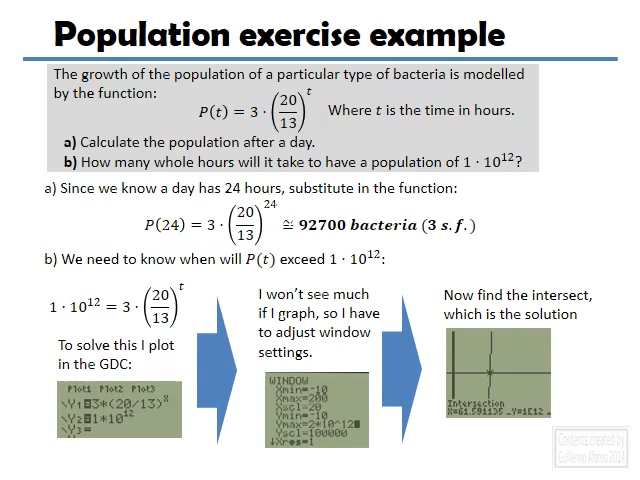 Population exercise example
The growth of the population of a particular type of bacteria is modelled
by the function:
P(t) = 3 · (20/13)^t Where t is the time in hours.
a) Calculate the population after a day.
b) How many whole hours will it take to have a population of 1 · 10^12?
a) Since we know a day has 24 hours, substitute in the function:
P(24) = 3 · (20/13)^24 ≅ 92700 bacteria (3 s.f.)
b) We need to know when will P(t) exceed 1 · 10^12:
1 · 10^12 = 3 · (20/13)^t
To solve this I plot
in the GDC:
Plot1 Plot2 Plot3
\Y1=3*(20/13)^X
\Y2=1*10^12
\Y3=
I won't see much
if I graph, so I have
to adjust window
settings.
WINDOW
Xmin=-10
Xmax=200
Xscl=20
Ymin=-10
Ymax=2*10^12
Yscl=100000
↓Xres=1
Now find the intersect,
which is the solution
Intersection
X=61.591135 Y=1E12
Contents created by
Guillermo Afonso 2014